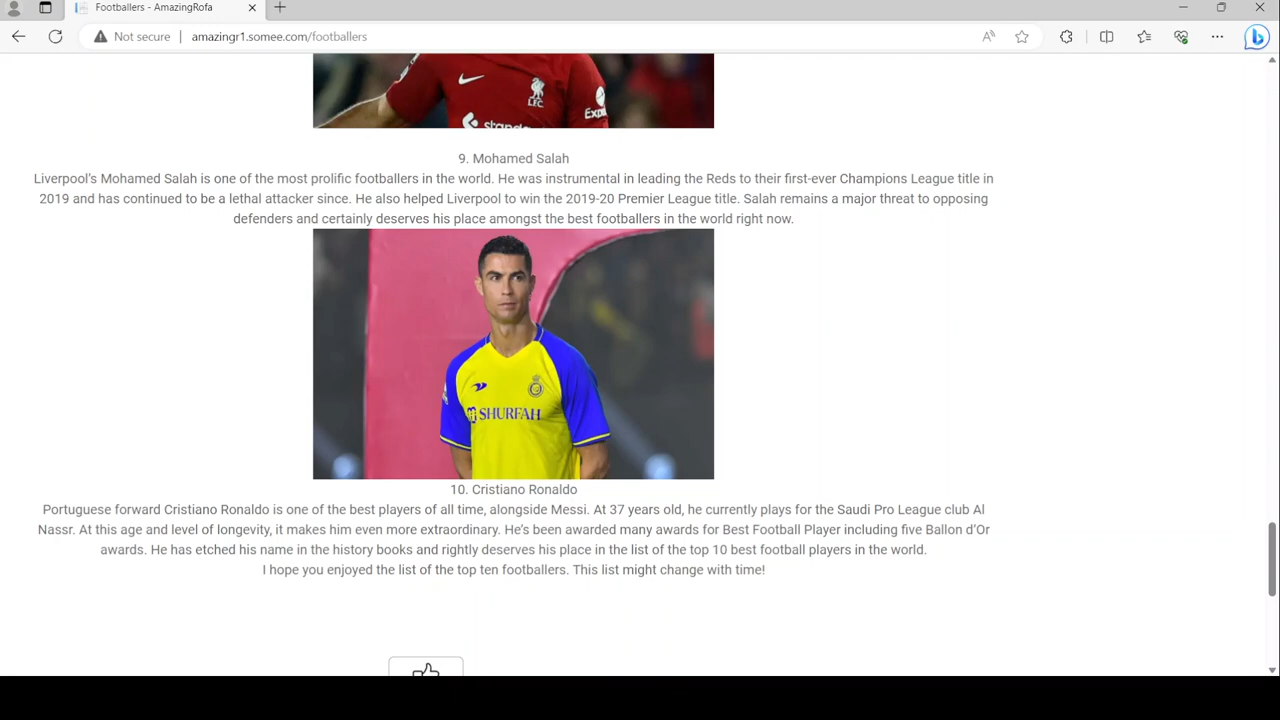 Footballers - AmazingRofa
Not secure
amazingr1.somee.com/footballers
L.F.C.
Expe
standa
9. Mohamed Salah
Liverpool’s Mohamed Salah is one of the most prolific footballers in the world. He was instrumental in leading the Reds to their first-ever Champions League title in
2019 and has continued to be a lethal attacker since. He also helped Liverpool to win the 2019-20 Premier League title. Salah remains a major threat to opposing
defenders and certainly deserves his place amongst the best footballers in the world right now.
SHURFAH
10. Cristiano Ronaldo
Portuguese forward Cristiano Ronaldo is one of the best players of all time, alongside Messi. At 37 years old, he currently plays for the Saudi Pro League club Al
Nassr. At this age and level of longevity, it makes him even more extraordinary. He’s been awarded many awards for Best Football Player including five Ballon d’Or
awards. He has etched his name in the history books and rightly deserves his place in the list of the top 10 best football players in the world.
I hope you enjoyed the list of the top ten footballers. This list might change with time!